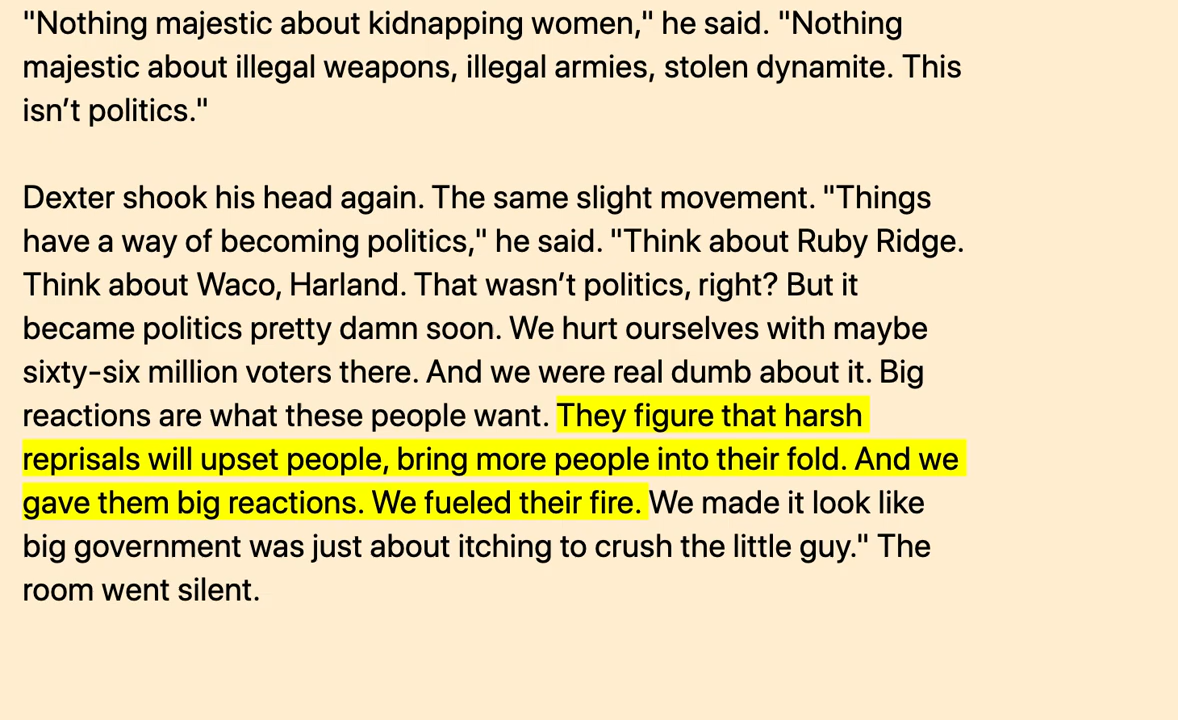 "Nothing majestic about kidnapping women," he said. "Nothing
majestic about illegal weapons, illegal armies, stolen dynamite. This
isn’t politics."
Dexter shook his head again. The same slight movement. "Things
have a way of becoming politics," he said. "Think about Ruby Ridge.
Think about Waco, Harland. That wasn’t politics, right? But it
became politics pretty damn soon. We hurt ourselves with maybe
sixty-six million voters there. And we were real dumb about it. Big
reactions are what these people want. They figure that harsh
reprisals will upset people, bring more people into their fold. And we
gave them big reactions. We fueled their fire. We made it look like
big government was just about itching to crush the little guy." The
room went silent.